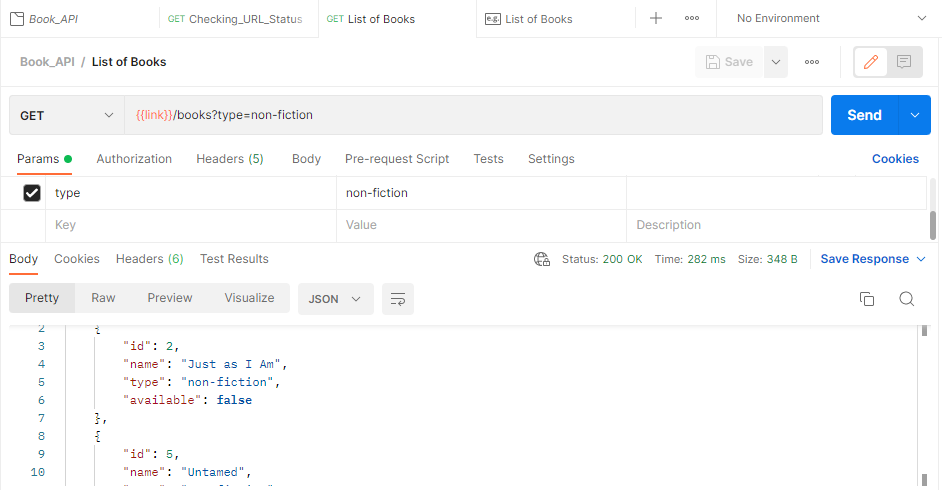 Book_API GET Checking_URL_Status GET List of Books e.g. List of Books + ooo No Environment
Book_API / List of Books Save ooo
GET {{link}}/books?type=non-fiction Send
Params Authorization Headers (5) Body Pre-request Script Tests Settings Cookies
type non-fiction
Key Value Description
Body Cookies Headers (6) Test Results Status: 200 OK Time: 282 ms Size: 348 B Save Response
Pretty Raw Preview Visualize JSON
2 {
3 "id": 2,
4 "name": "Just as I Am",
5 "type": "non-fiction",
6 "available": false
7 },
8 {
9 "id": 5,
10 "name": "Untamed",